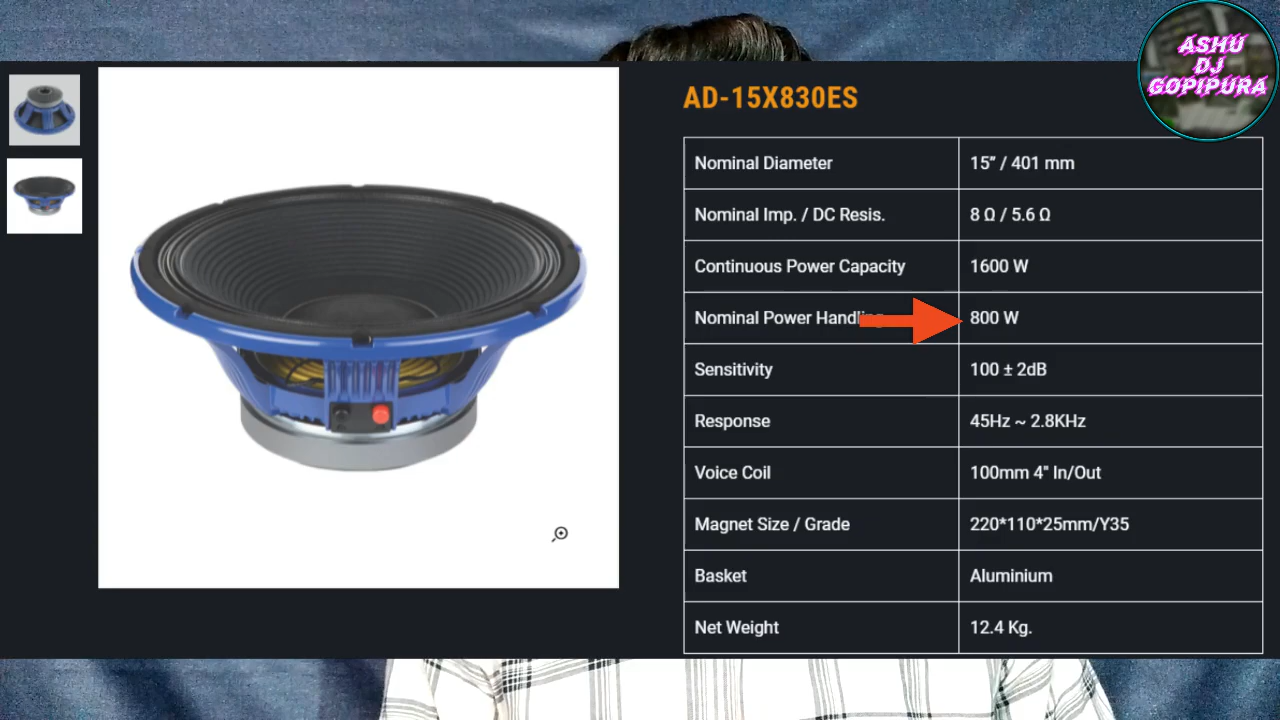 ASHU
DJ
GOPIPURA
AD-15X830ES
Nominal Diameter 15” / 401 mm
Nominal Imp. / DC Resis. 8 Ω / 5.6 Ω
Continuous Power Capacity 1600 W
Nominal Power Handling 800 W
Sensitivity 100 ± 2dB
Response 45Hz ~ 2.8KHz
Voice Coil 100mm 4" In/Out
Magnet Size / Grade 220*110*25mm/Y35
Basket Aluminium
Net Weight 12.4 Kg.